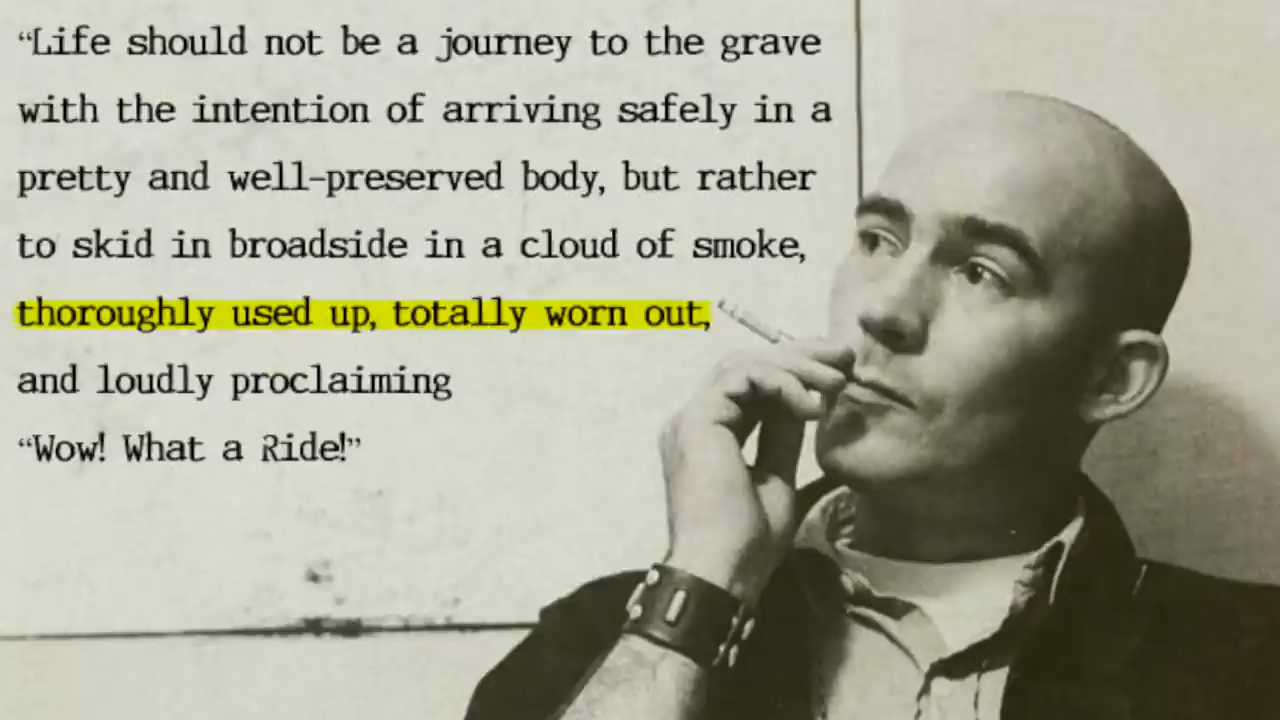 “Life should not be a journey to the grave
with the intention of arriving safely in a
pretty and well-preserved body, but rather
to skid in broadside in a cloud of smoke,
thoroughly used up, totally worn out,
and loudly proclaiming
“Wow! What a Ride!”